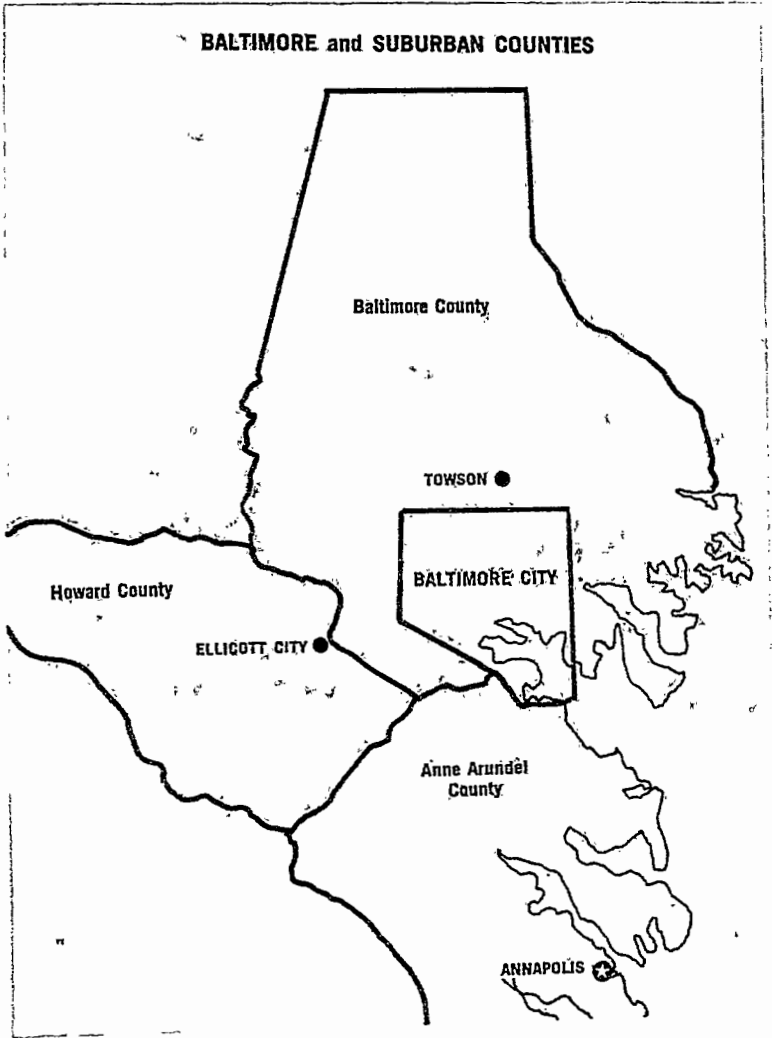 BALTIMORE and SUBURBAN COUNTIES
Baltimore County
TOWSON
BALTIMORE CITY
Howard County
ELLICOTT CITY
Anne Arundel
County
ANNAPOLIS